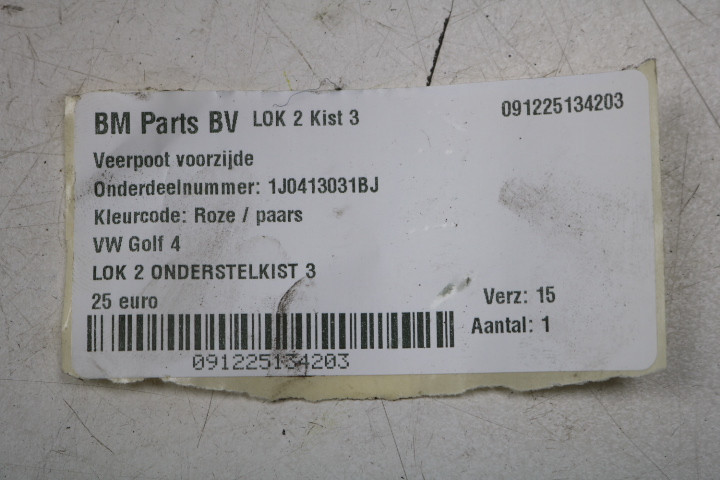 BM Parts BV LOK 2 Kist 3 091225134203
Veerpoot voorzijde
Onderdeelnummer: 1J0413031BJ
Kleurcode: Roze / paars
VW Golf 4
LOK 2 ONDERSTELKIST 3
25 euro Verz: 15
Aantal: 1
091225134203